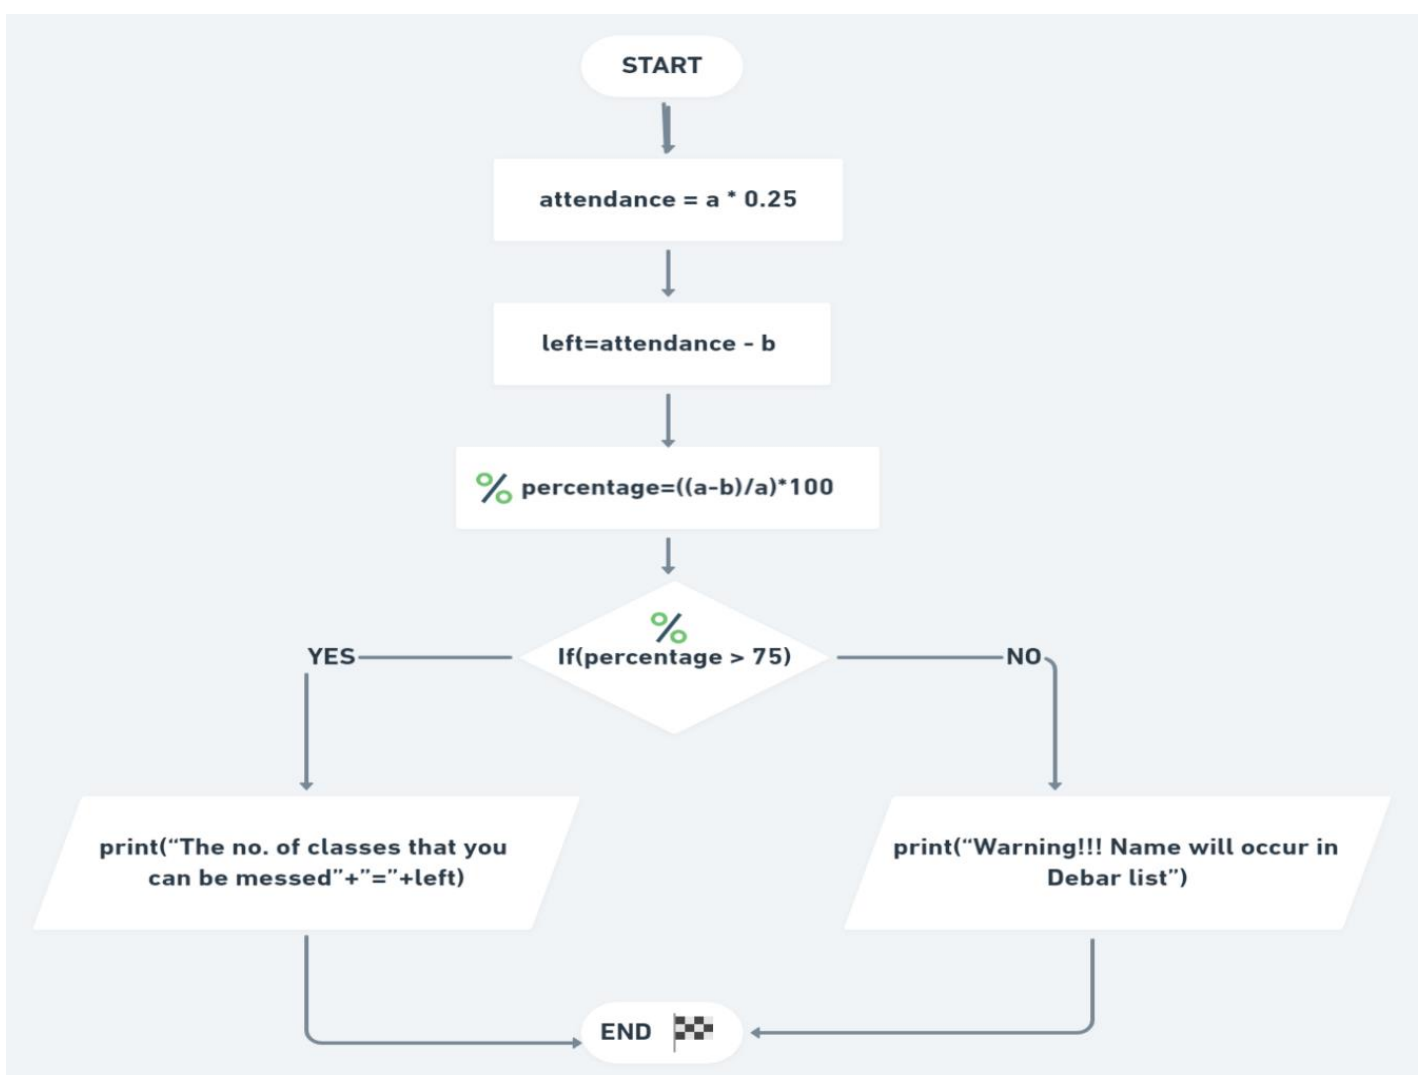 START
attendance = a * 0.25
left=attendance - b
% percentage=((a-b)/a)*100
%
If(percentage > 75)
YES
NO
print(“The no. of classes that you
can be messed”+”=”+left)
print(“Warning!!! Name will occur in
Debar list”)
END